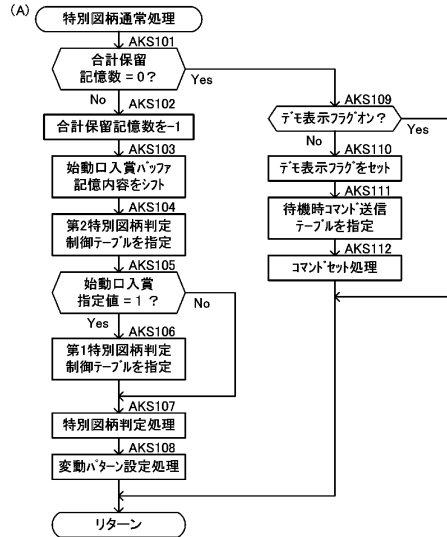 (A)
特別図柄通常処理
AKS101
合計保留
記憶数 = 0?
Yes
No
AKS102
合計保留記憶数を-1
AKS103
始動口入賞バッファ
記憶内容をシフト
AKS104
第2特別図柄判定
制御テーブルを指定
AKS105
始動口入賞
指定値 = 1 ?
No
Yes
AKS106
第1特別図柄判定
制御テーブルを指定
AKS107
特別図柄判定処理
AKS108
変動パターン設定処理
リターン
AKS109
デモ表示フラグオン?
Yes
No
AKS110
デモ表示フラグをセット
AKS111
待機時コマンド送信
テーブルを指定
AKS112
コマンドセット処理